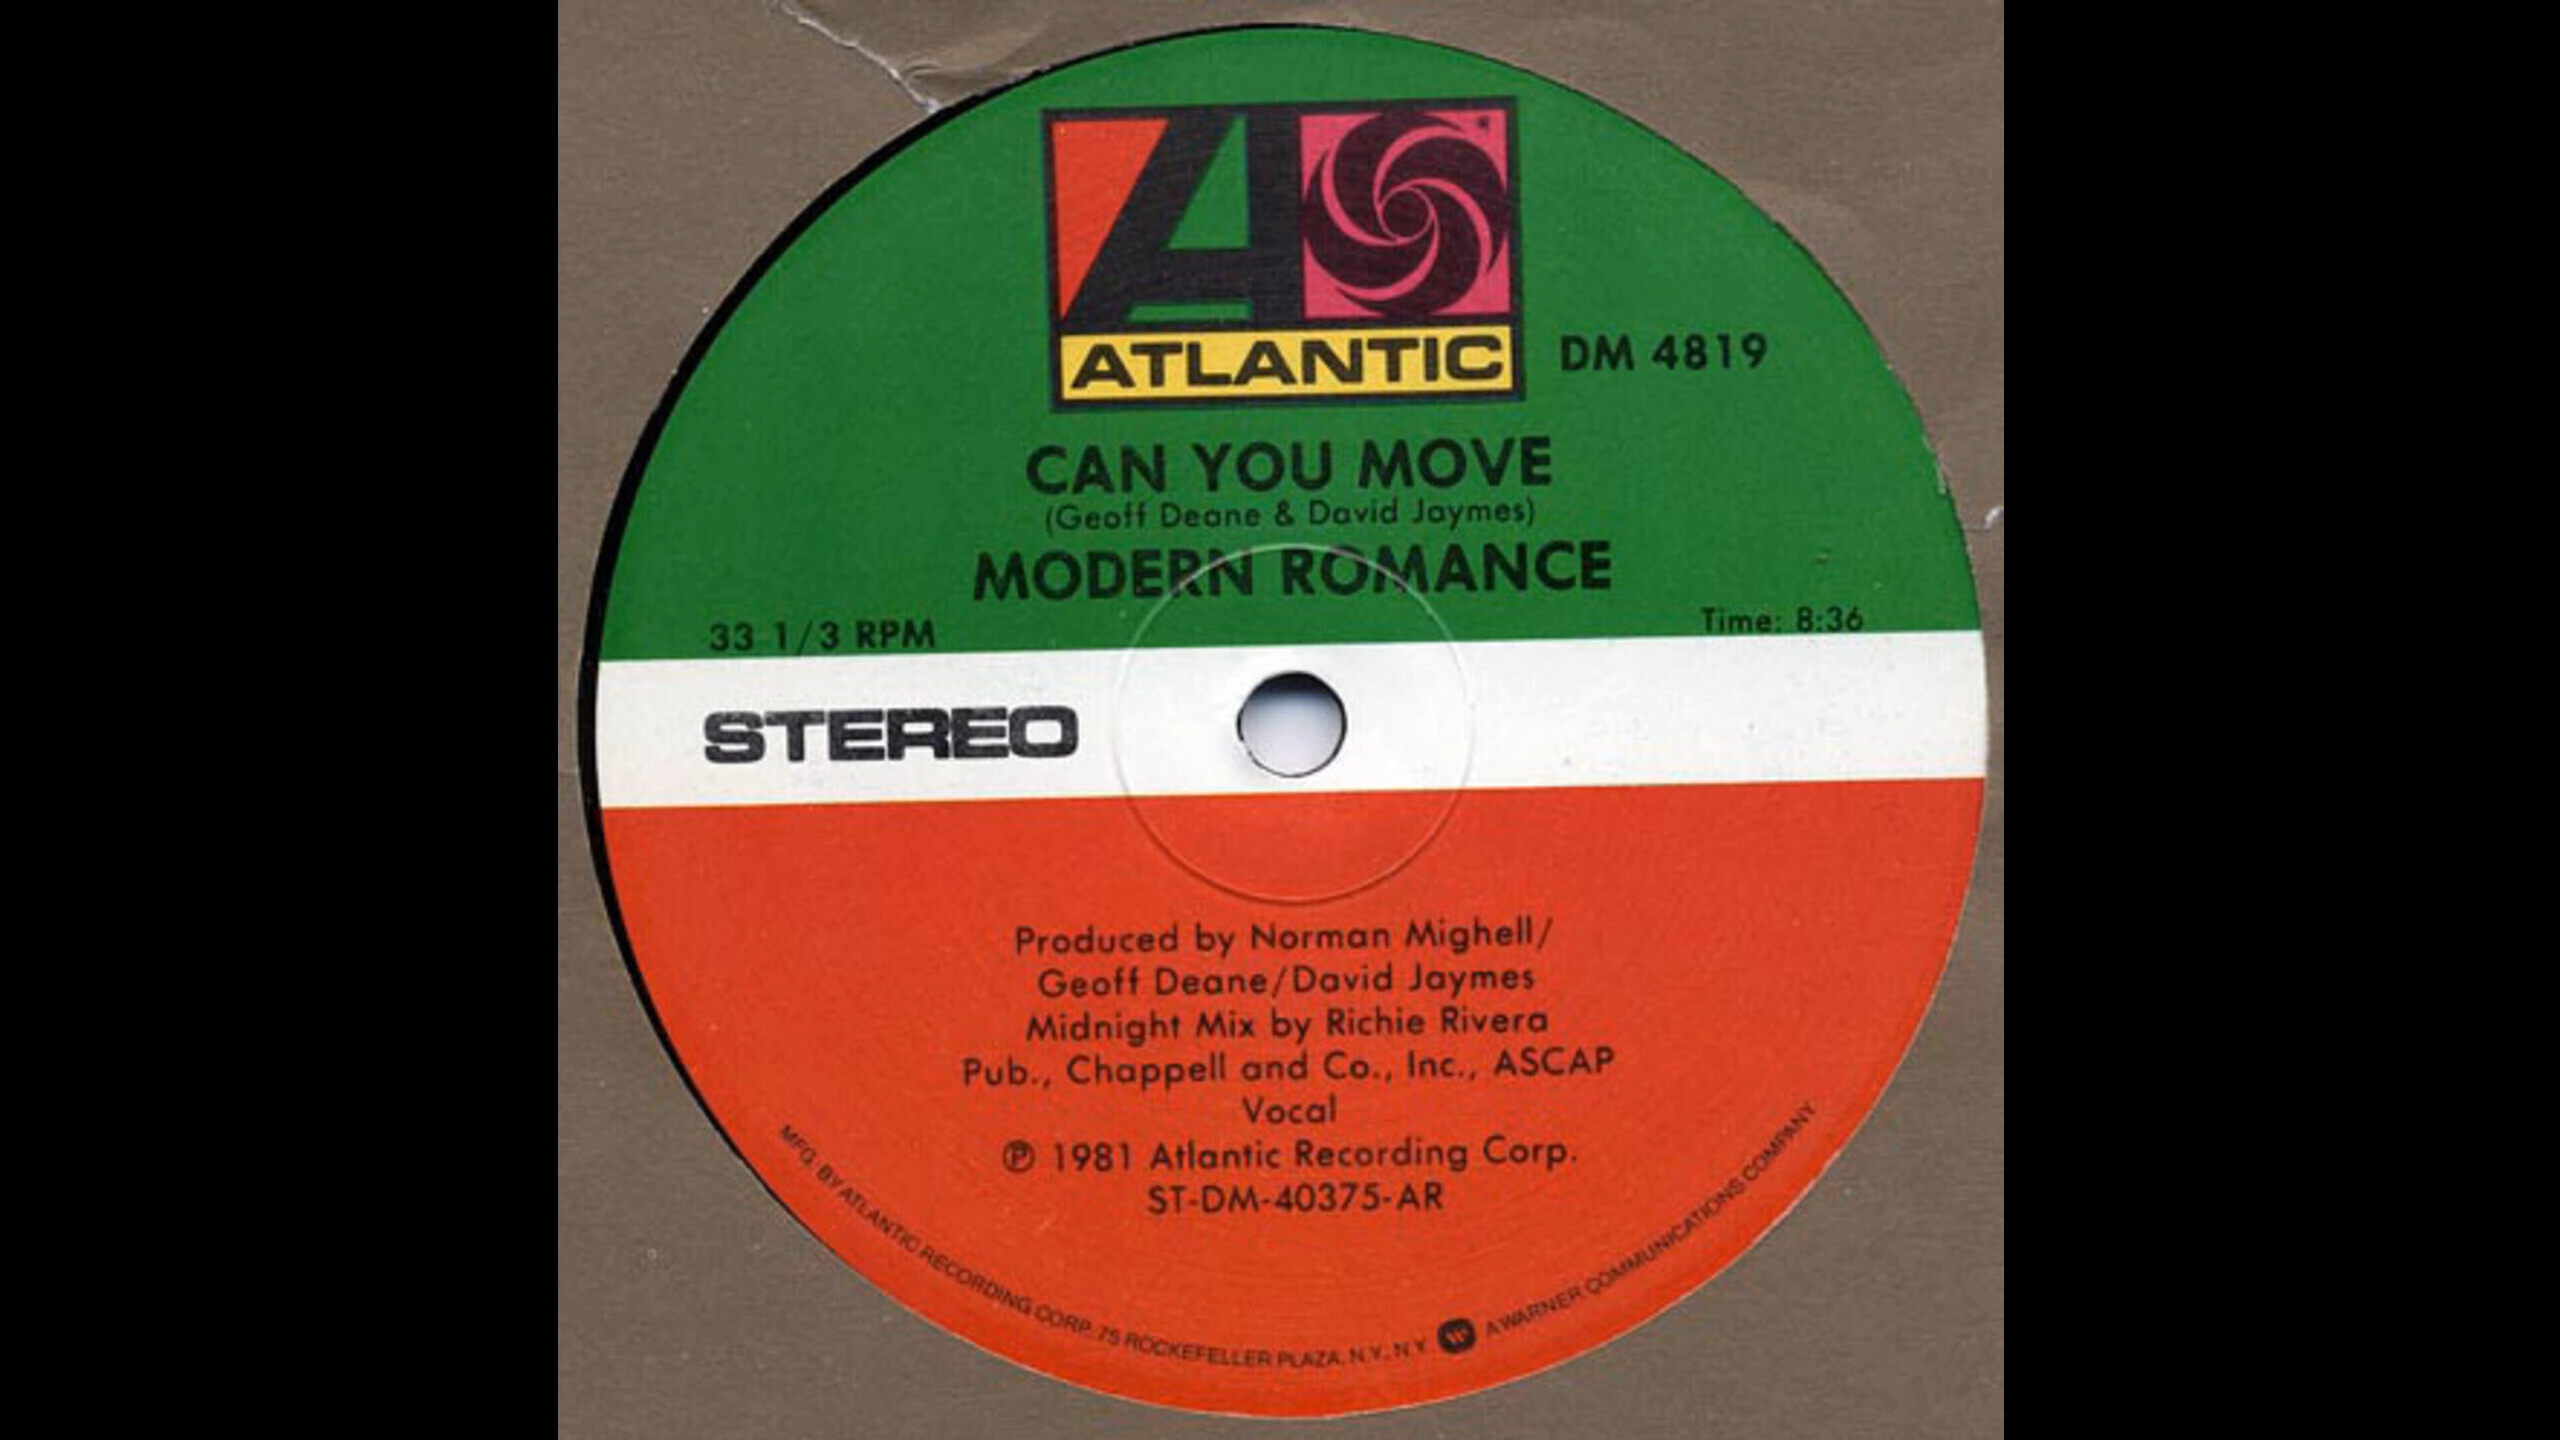 ATLANTIC
DM 4819
CAN YOU MOVE
(Geoff Deane & David Jaymes)
MODERN ROMANCE
33 1/3 RPM
Time: 8:36
STEREO
Produced by Norman Mighell/
Geoff Deane/David Jaymes
Midnight Mix by Richie Rivera
Pub., Chappell and Co., Inc., ASCAP
Vocal
℗ 1981 Atlantic Recording Corp.
ST-DM-40375-AR
MFG. BY ATLANTIC RECORDING CORP. 75 ROCKEFELLER PLAZA, N.Y., N.Y. A WARNER COMMUNICATIONS COMPANY